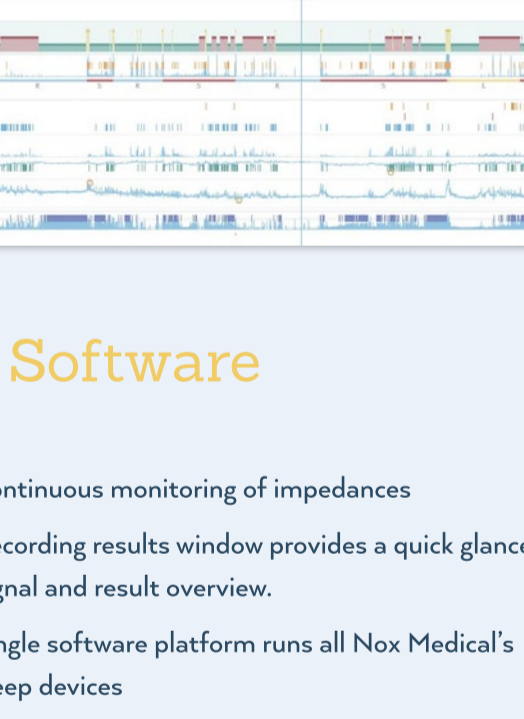 Software
ontinuous monitoring of impedances
ecording results window provides a quick glance
gnal and result overview.
ngle software platform runs all Nox Medical's
eep devices